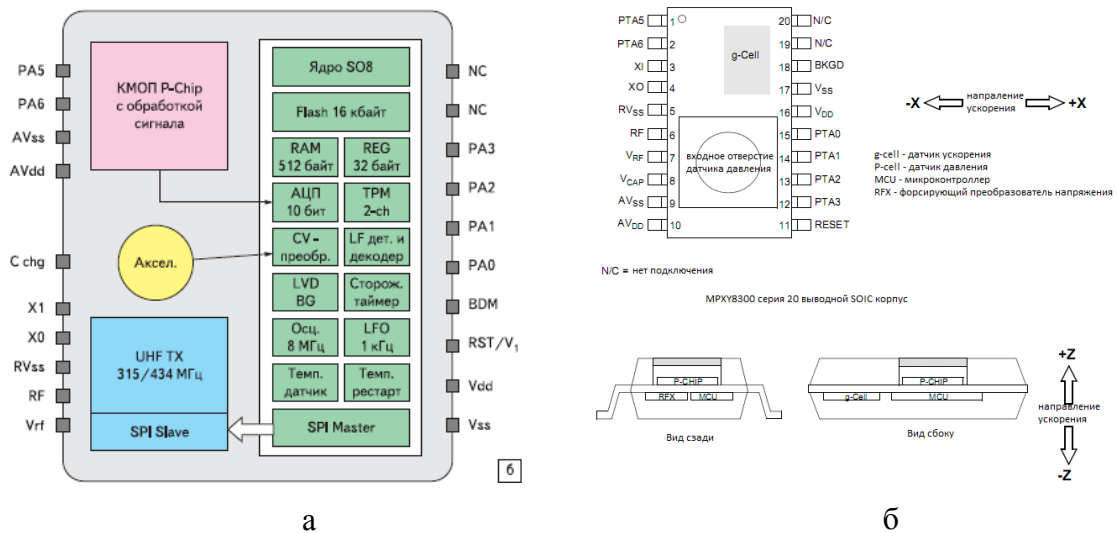 PA5
PA6
AVss
AVdd
C chg
X1
X0
RVss
RF
Vrf
КМОП P-Chip
с обработкой
сигнала
Аксел.
UHF TX
315/434 МГц
SPI Slave
Ядро SO8
Flash 16 кбайт
RAM
512 байт
REG
32 байт
АЦП
10 бит
ТРМ
2-ch
CV –
преобр.
LF дет. и
декодер
LVD
BG
Сторож.
таймер
Осц.
8 МГц
LFO
1 кГц
Темп.
датчик
Темп.
рестарт
SPI Master
NC
NC
PA3
PA2
PA1
PA0
BDM
RST/V1
Vdd
Vss
б
а
PTA5 1
PTA6 2
XI 3
XO 4
RVSS 5
RF 6
VRF 7
VCAP 8
AVSS 9
AVDD 10
g-Cell
входное отверстие
датчика давления
20 N/C
19 N/C
18 BKGD
17 VSS
16 VDD
15 PTA0
14 PTA1
13 PTA2
12 PTA3
11 RESET
-X направление +X
ускорения
g-cell - датчик ускорения
P-cell - датчик давления
MCU - микроконтроллер
RFX - форсирующий преобразователь напряжения
N/C = нет подключения
MPXY8300 серия 20 выводной SOIC корпус
P-CHIP
RFX MCU
Вид сзади
P-CHIP
g-Cell MCU
Вид сбоку
+Z
направление
ускорения
-Z
б